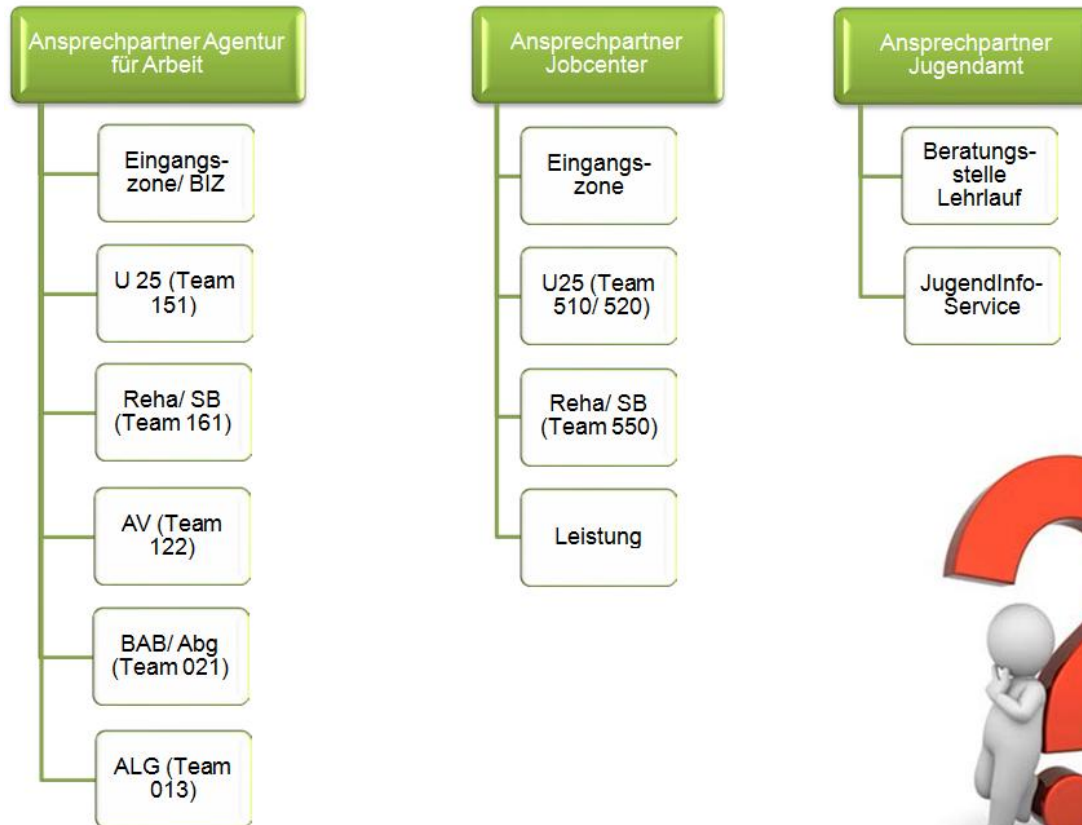 Ansprechpartner Agentur
für Arbeit
Eingangs-
zone/ BIZ
U 25 (Team
151)
Reha/ SB
(Team 161)
AV (Team
122)
BAB/ Abg
(Team 021)
ALG (Team
013)
Ansprechpartner
Jobcenter
Eingangs-
zone
U25 (Team
510/ 520)
Reha/ SB
(Team 550)
Leistung
Ansprechpartner
Jugendamt
Beratungs-
stelle
Lehrlauf
JugendInfo-
Service